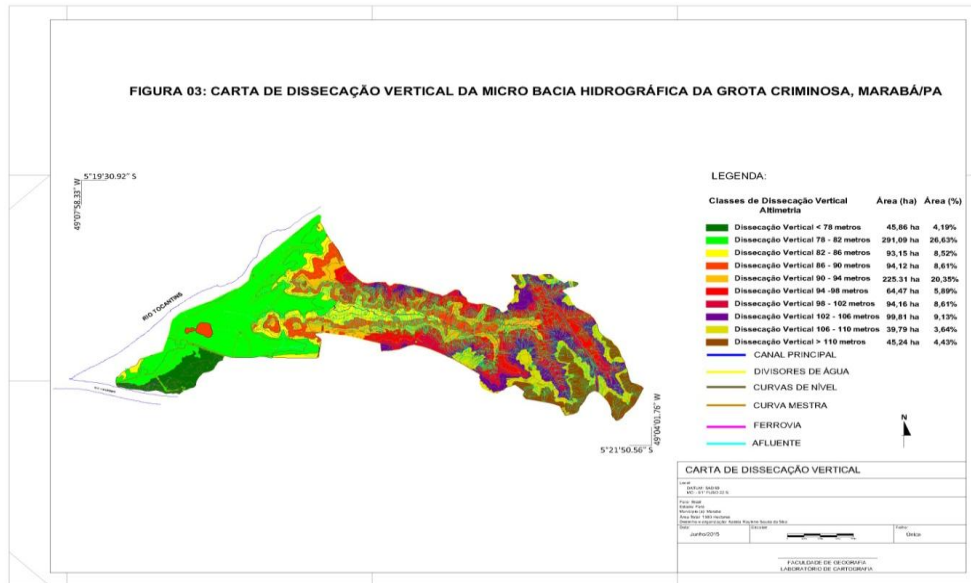 FIGURA 03: CARTA DE DISSECAÇÃO VERTICAL DA MICRO BACIA HIDROGRÁFICA DA GROTA CRIMINOSA, MARABÁ/PA
5°19'30.92" S
49°07'58.33" W
RIO TOCANTINS
49°04'01.76" W
5°21'50.56" S
LEGENDA:
Classes de Dissecação Vertical Altimetria Área (ha) Área (%)
Dissecação Vertical < 78 metros 45,86 ha 4,19%
Dissecação Vertical 78 - 82 metros 291,09 ha 26,63%
Dissecação Vertical 82 - 86 metros 93,15 ha 8,52%
Dissecação Vertical 86 - 90 metros 94,12 ha 8,61%
Dissecação Vertical 90 - 94 metros 225.31 ha 20,35%
Dissecação Vertical 94 -98 metros 64,47 ha 5,89%
Dissecação Vertical 98 - 102 metros 94,16 ha 8,61%
Dissecação Vertical 102 - 106 metros 99,81 ha 9,13%
Dissecação Vertical 106 - 110 metros 39,79 ha 3,64%
Dissecação Vertical > 110 metros 45,24 ha 4,43%
CANAL PRINCIPAL
DIVISORES DE ÁGUA
CURVAS DE NÍVEL
CURVA MESTRA
FERROVIA
AFLUENTE
N
CARTA DE DISSECAÇÃO VERTICAL
Junho/2015
Única
FACULDADE DE GEOGRAFIA
LABORATÓRIO DE CARTOGRAFIA